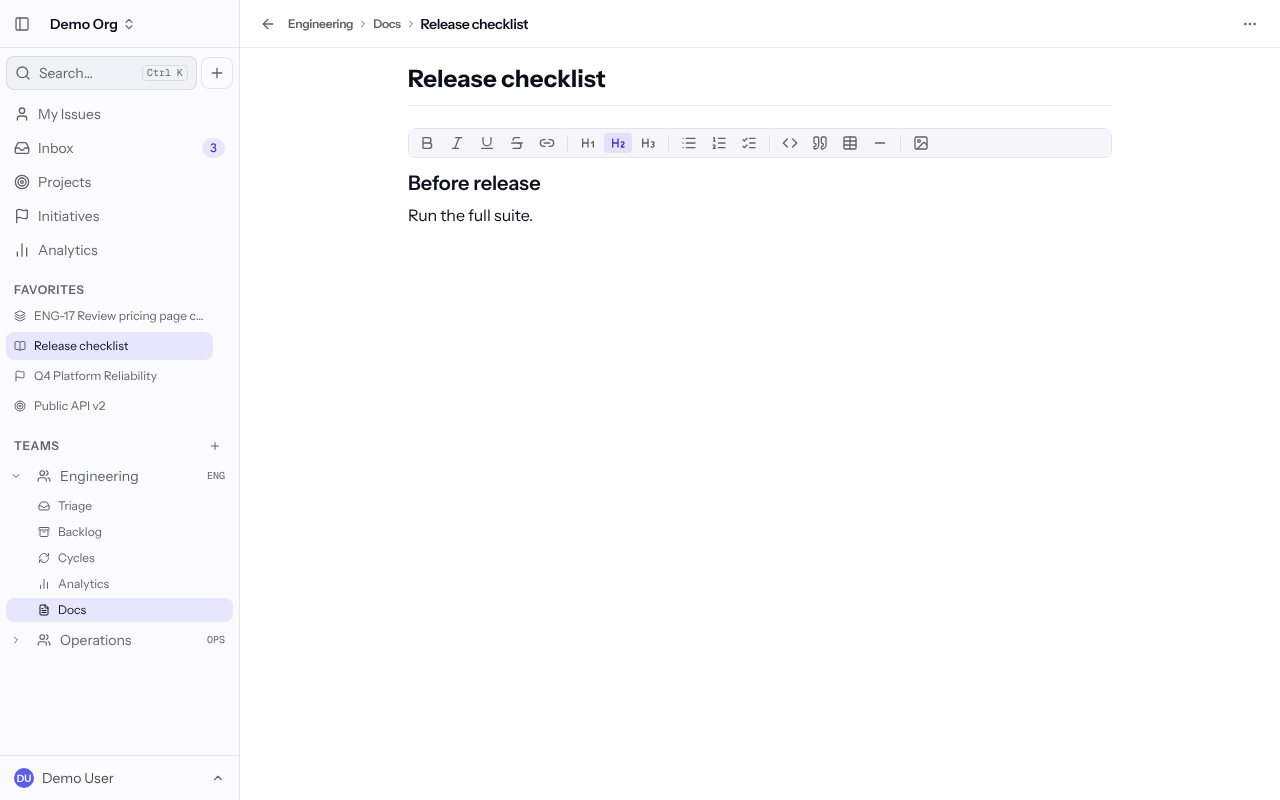 Demo Org
Engineering
Docs
Release checklist
Search...
Ctrl K
My Issues
Inbox
3
Projects
Initiatives
Analytics
FAVORITES
ENG-17 Review pricing page c...
Release checklist
Q4 Platform Reliability
Public API v2
TEAMS
Engineering
ENG
Triage
Backlog
Cycles
Analytics
Docs
Operations
OPS
DU
Demo User
Release checklist
H1
H2
H3
Before release
Run the full suite.